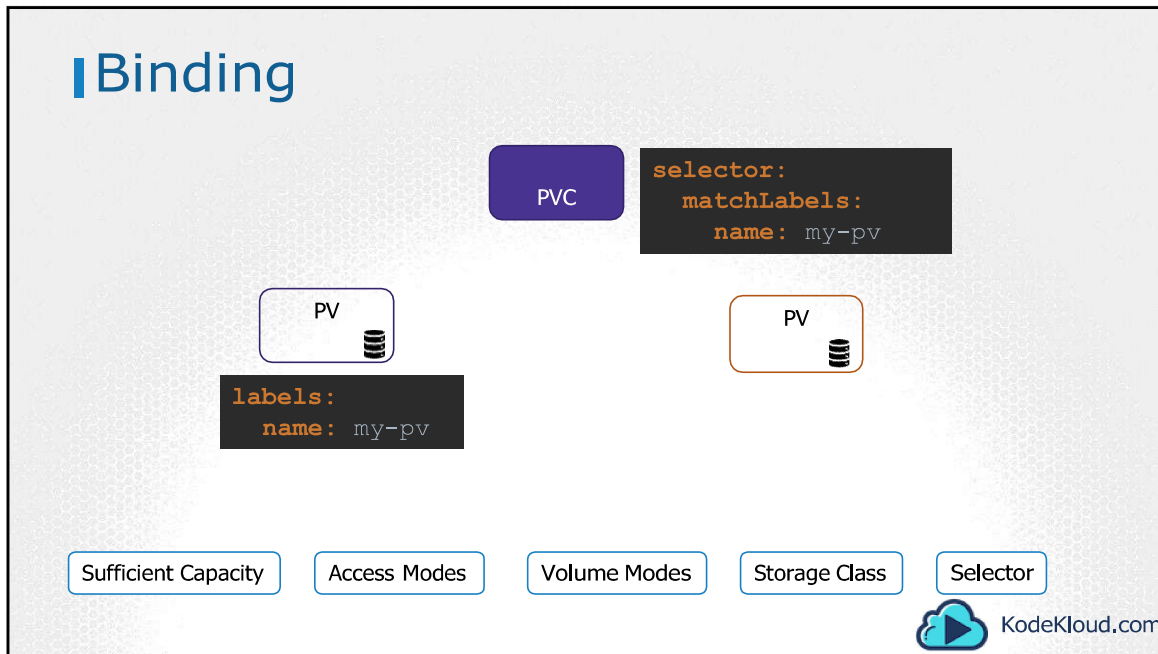 Binding
PVC
selector:
matchLabels:
name: my-pv
PV
PV
labels:
name: my-pv
Sufficient Capacity
Access Modes
Volume Modes
Storage Class
Selector
KodeKloud.com